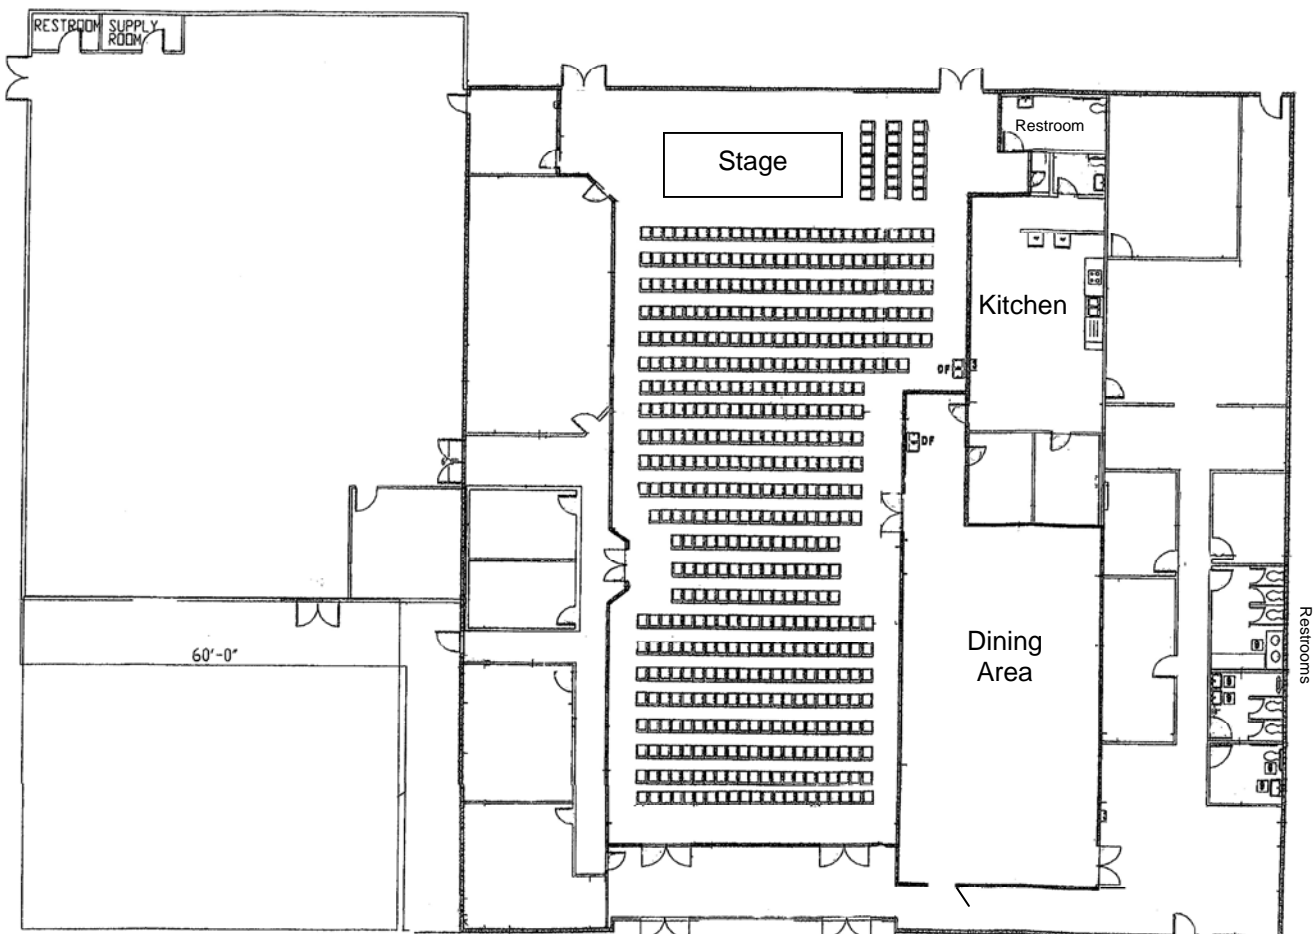 RESTROOM
SUPPLY
ROOM
Restroom
Stage
Kitchen
DF
DF
Dining
Area
Restrooms
60'-0"